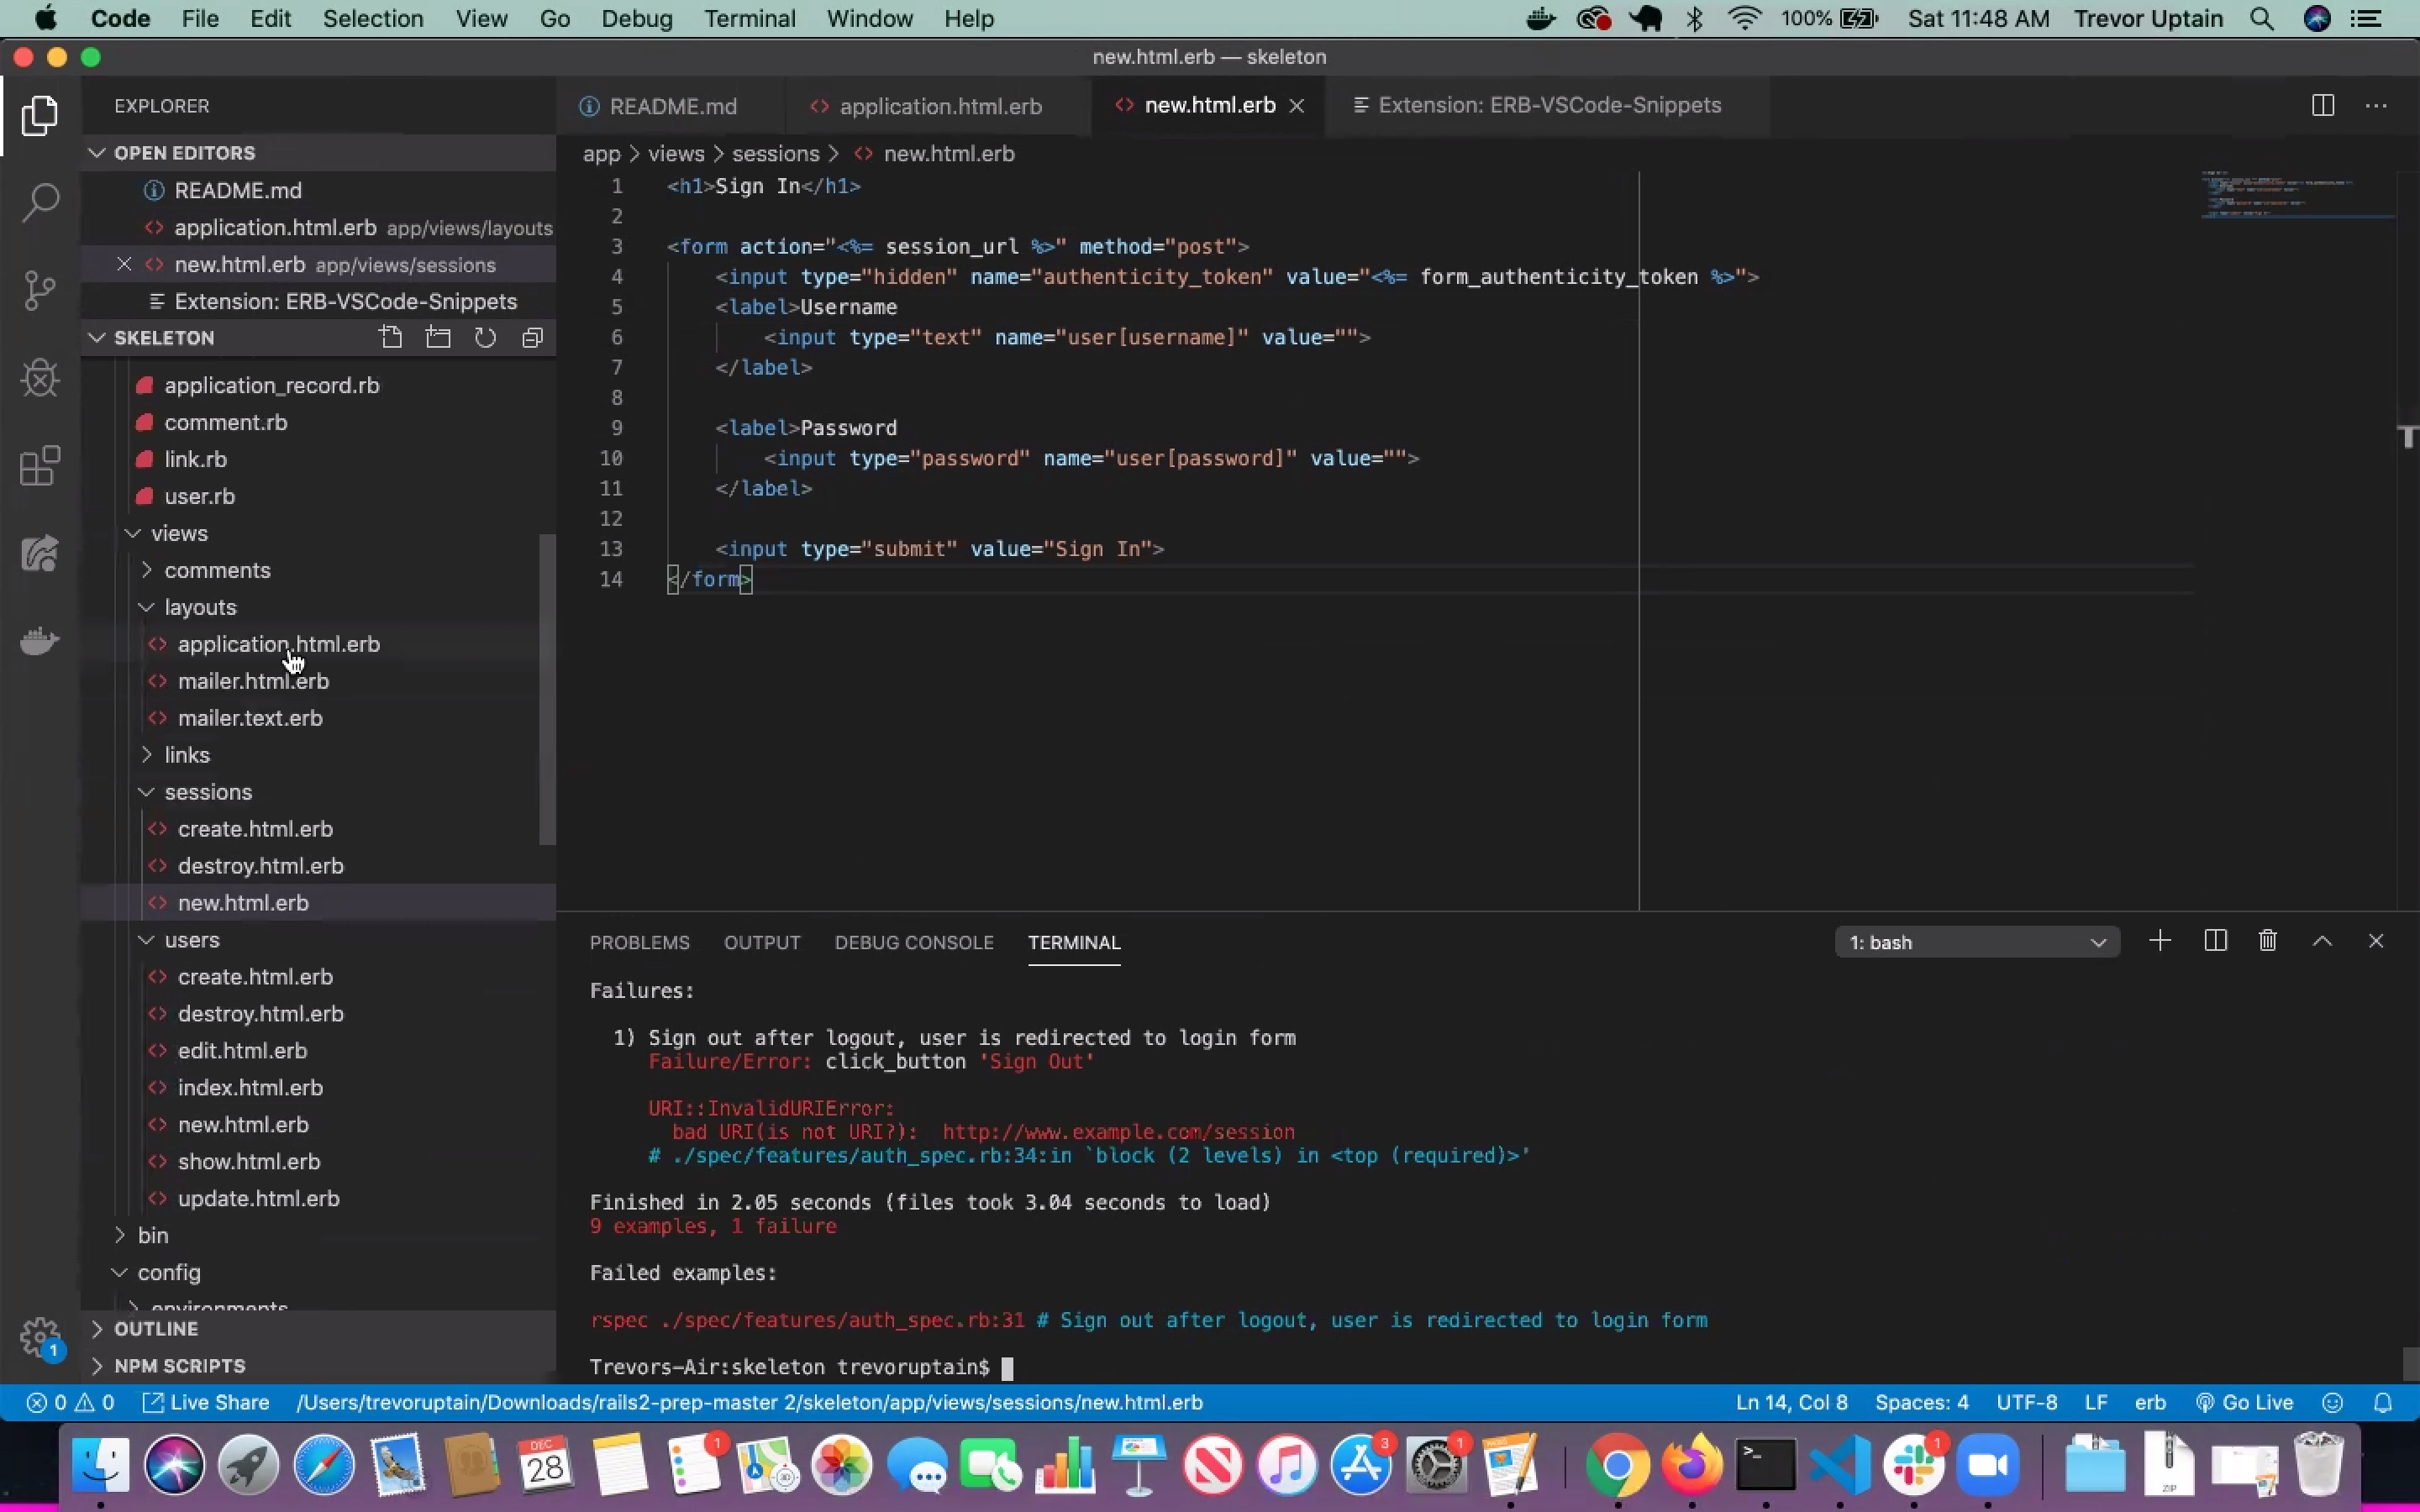 Code File Edit Selection View Go Debug Terminal Window Help 100% Sat 11:48 AM Trevor Uptain
new.html.erb — skeleton
EXPLORER
OPEN EDITORS
README.md
application.html.erb app/views/layouts
new.html.erb app/views/sessions
Extension: ERB-VSCode-Snippets
SKELETON
application_record.rb
comment.rb
link.rb
user.rb
views
comments
layouts
application.html.erb
mailer.html.erb
mailer.text.erb
links
sessions
create.html.erb
destroy.html.erb
new.html.erb
users
create.html.erb
destroy.html.erb
edit.html.erb
index.html.erb
new.html.erb
show.html.erb
update.html.erb
bin
config
environments
OUTLINE
NPM SCRIPTS
README.md application.html.erb new.html.erb Extension: ERB-VSCode-Snippets
app > views > sessions > new.html.erb
1 <h1>Sign In</h1>
2
3 <form action="<%= session_url %>" method="post">
4 <input type="hidden" name="authenticity_token" value="<%= form_authenticity_token %>">
5 <label>Username
6 <input type="text" name="user[username]" value="">
7 </label>
8
9 <label>Password
10 <input type="password" name="user[password]" value="">
11 </label>
12
13 <input type="submit" value="Sign In">
14 </form>
PROBLEMS OUTPUT DEBUG CONSOLE TERMINAL 1: bash
Failures:
1) Sign out after logout, user is redirected to login form
Failure/Error: click_button 'Sign Out'
URI::InvalidURIError:
bad URI(is not URI?): http://www.example.com/session
# ./spec/features/auth_spec.rb:34:in `block (2 levels) in <top (required)>'
Finished in 2.05 seconds (files took 3.04 seconds to load)
9 examples, 1 failure
Failed examples:
rspec ./spec/features/auth_spec.rb:31 # Sign out after logout, user is redirected to login form
Trevors-Air:skeleton trevoruptain$
1
0 0 Live Share /Users/trevoruptain/Downloads/rails2-prep-master 2/skeleton/app/views/sessions/new.html.erb Ln 14, Col 8 Spaces: 4 UTF-8 LF erb Go Live
DEC
28
1
3
1
1
ZIP